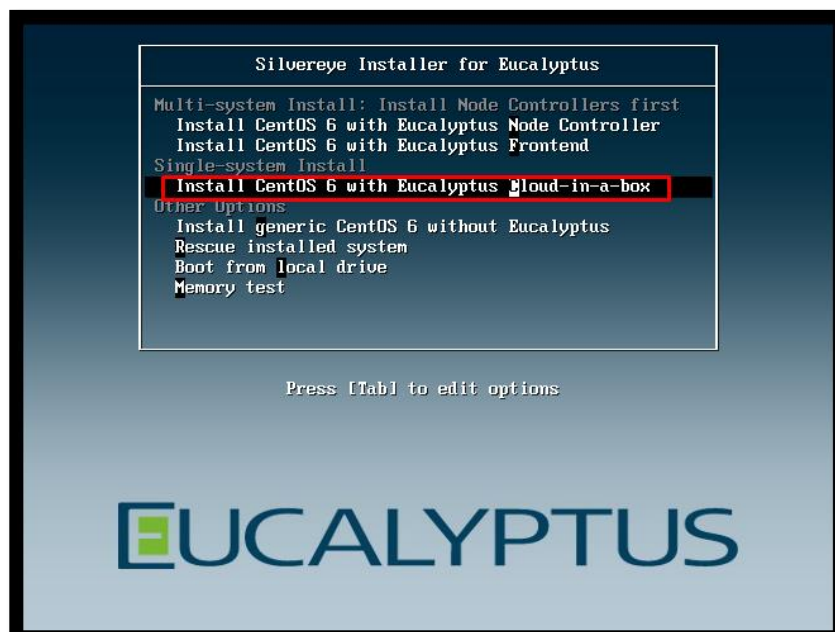 Silvereye Installer for Eucalyptus
Multi-system Install: Install Node Controllers first
Install CentOS 6 with Eucalyptus Node Controller
Install CentOS 6 with Eucalyptus Frontend
Single-system Install
Install CentOS 6 with Eucalyptus Cloud-in-a-box
Other Options
Install generic CentOS 6 without Eucalyptus
Rescue installed system
Boot from local drive
Memory test
Press [Tab] to edit options
EUCALYPTUS